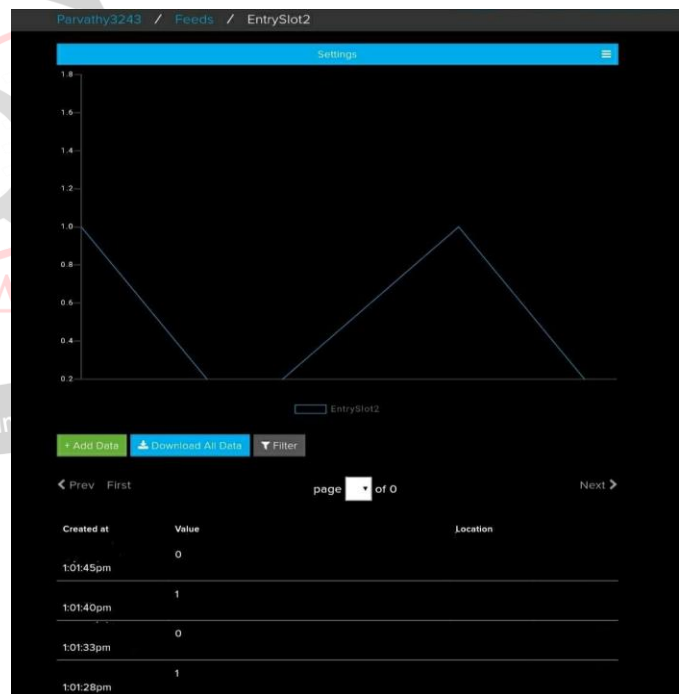 Parvathy3243 / Feeds / EntrySlot2
Settings
1.8
1.6
1.4
1.2
1.0
0.8
0.6
0.4
0.2
EntrySlot2
+ Add Data Download All Data Filter
Prev First page of 0 Next
Created at Value Location
0
1:01:45pm
1
1:01:40pm
0
1:01:33pm
1
1:01:28pm